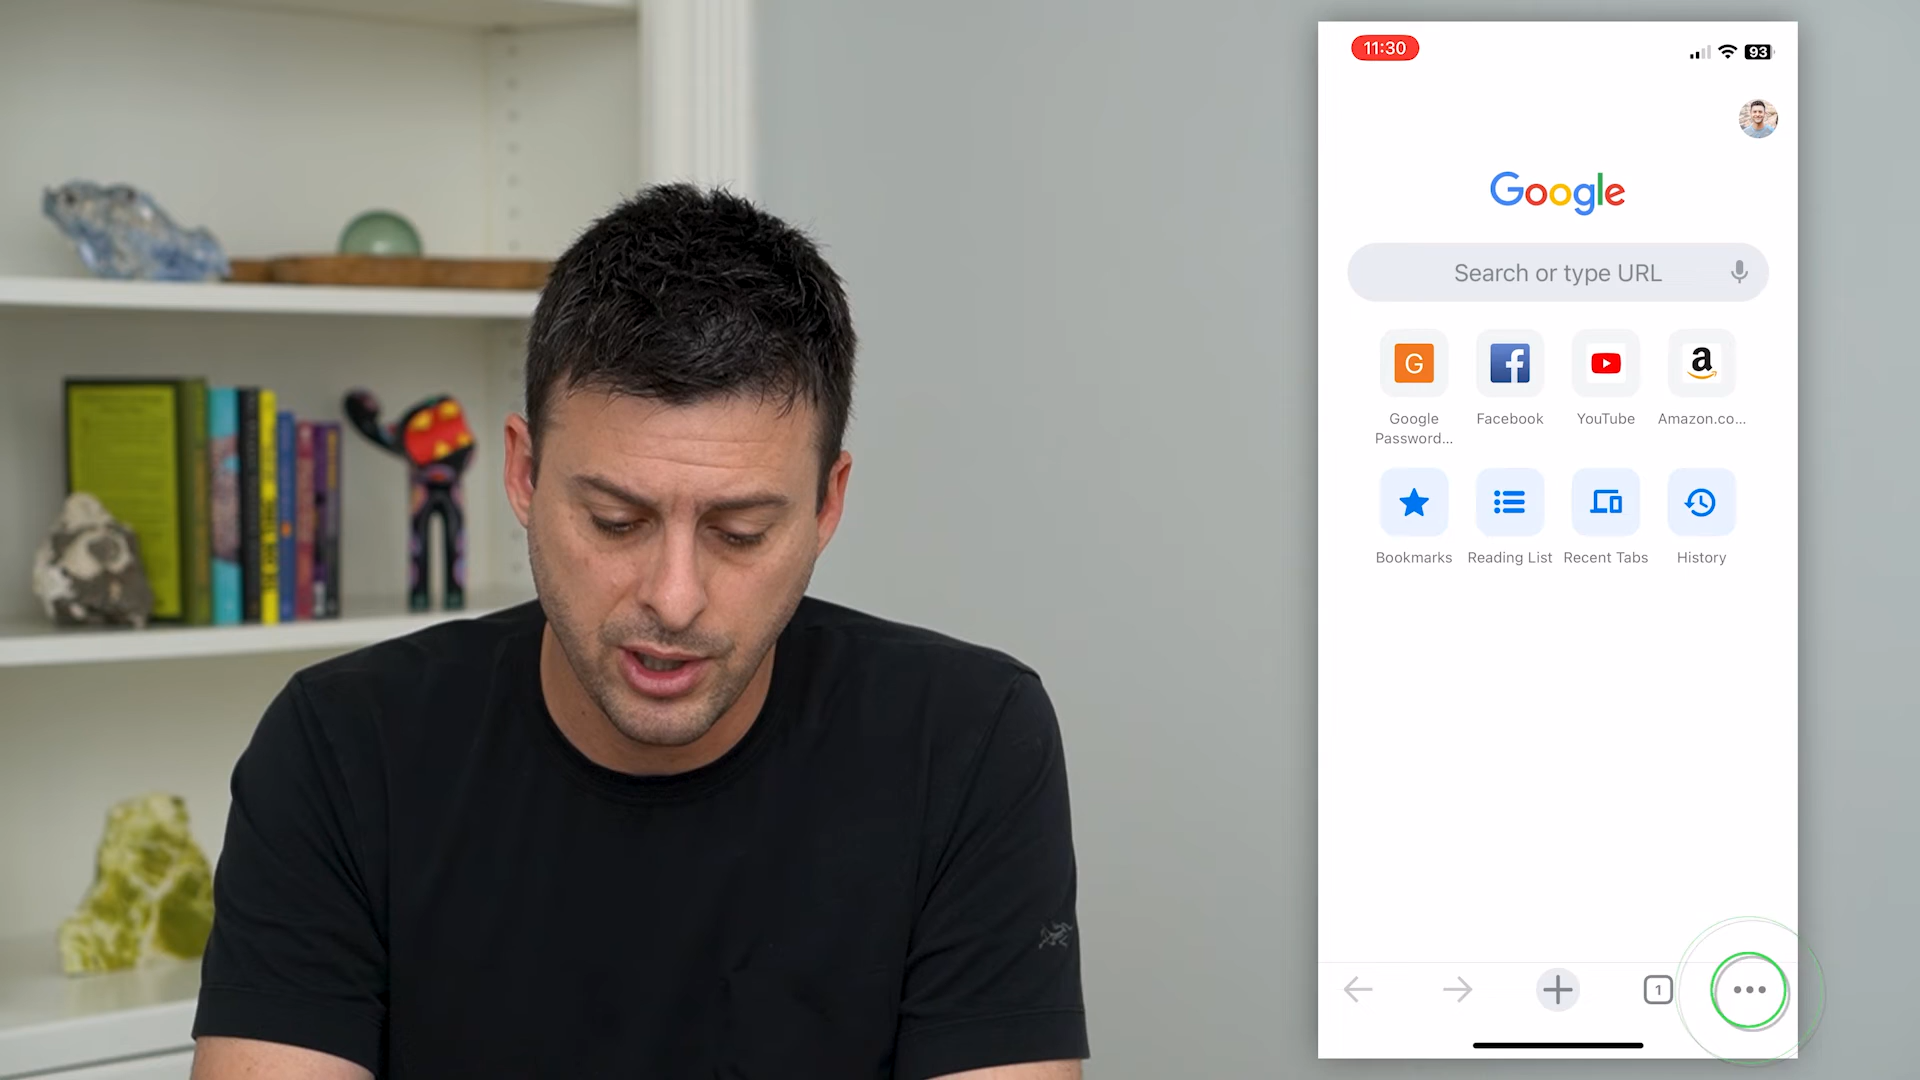 11:30
93
Google
Search or type URL
G
Google
Password...
Facebook
YouTube
a
Amazon.co...
Bookmarks
Reading List
Recent Tabs
History
1